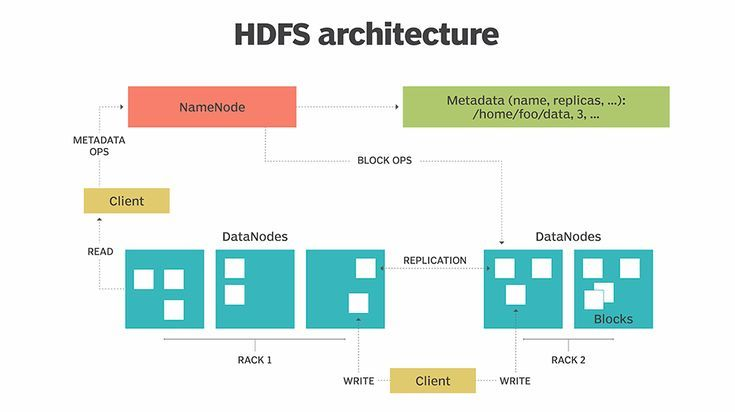 HDFS architecture
NameNode
Metadata (name, replicas, ...):
/home/foo/data, 3, ...
METADATA
OPS
BLOCK OPS
Client
READ
DataNodes
DataNodes
REPLICATION
Blocks
RACK 1
RACK 2
WRITE
Client
WRITE